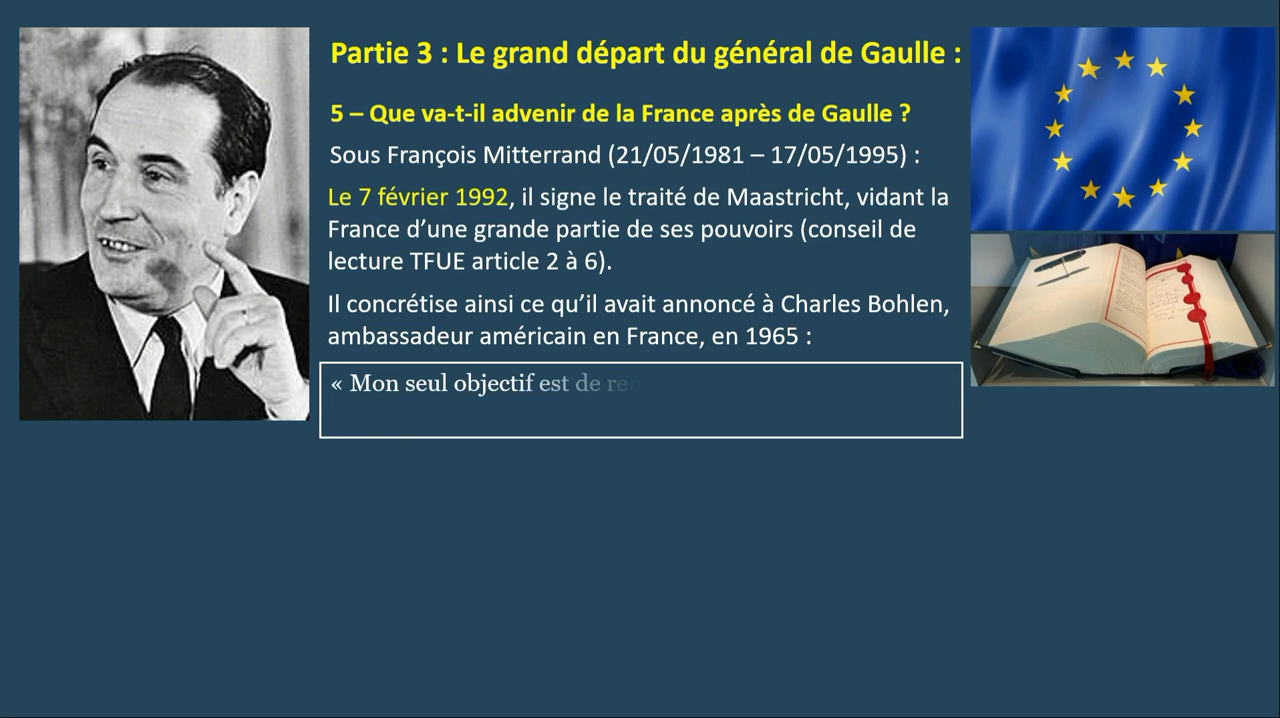 Partie 3 : Le grand départ du général de Gaulle :
5 – Que va-t-il advenir de la France après de Gaulle ?
Sous François Mitterrand (21/05/1981 – 17/05/1995) :
Le 7 février 1992, il signe le traité de Maastricht, vidant la
France d’une grande partie de ses pouvoirs (conseil de
lecture TFUE article 2 à 6).
Il concrétise ainsi ce qu’il avait annoncé à Charles Bohlen,
ambassadeur américain en France, en 1965 :
« Mon seul objectif est de